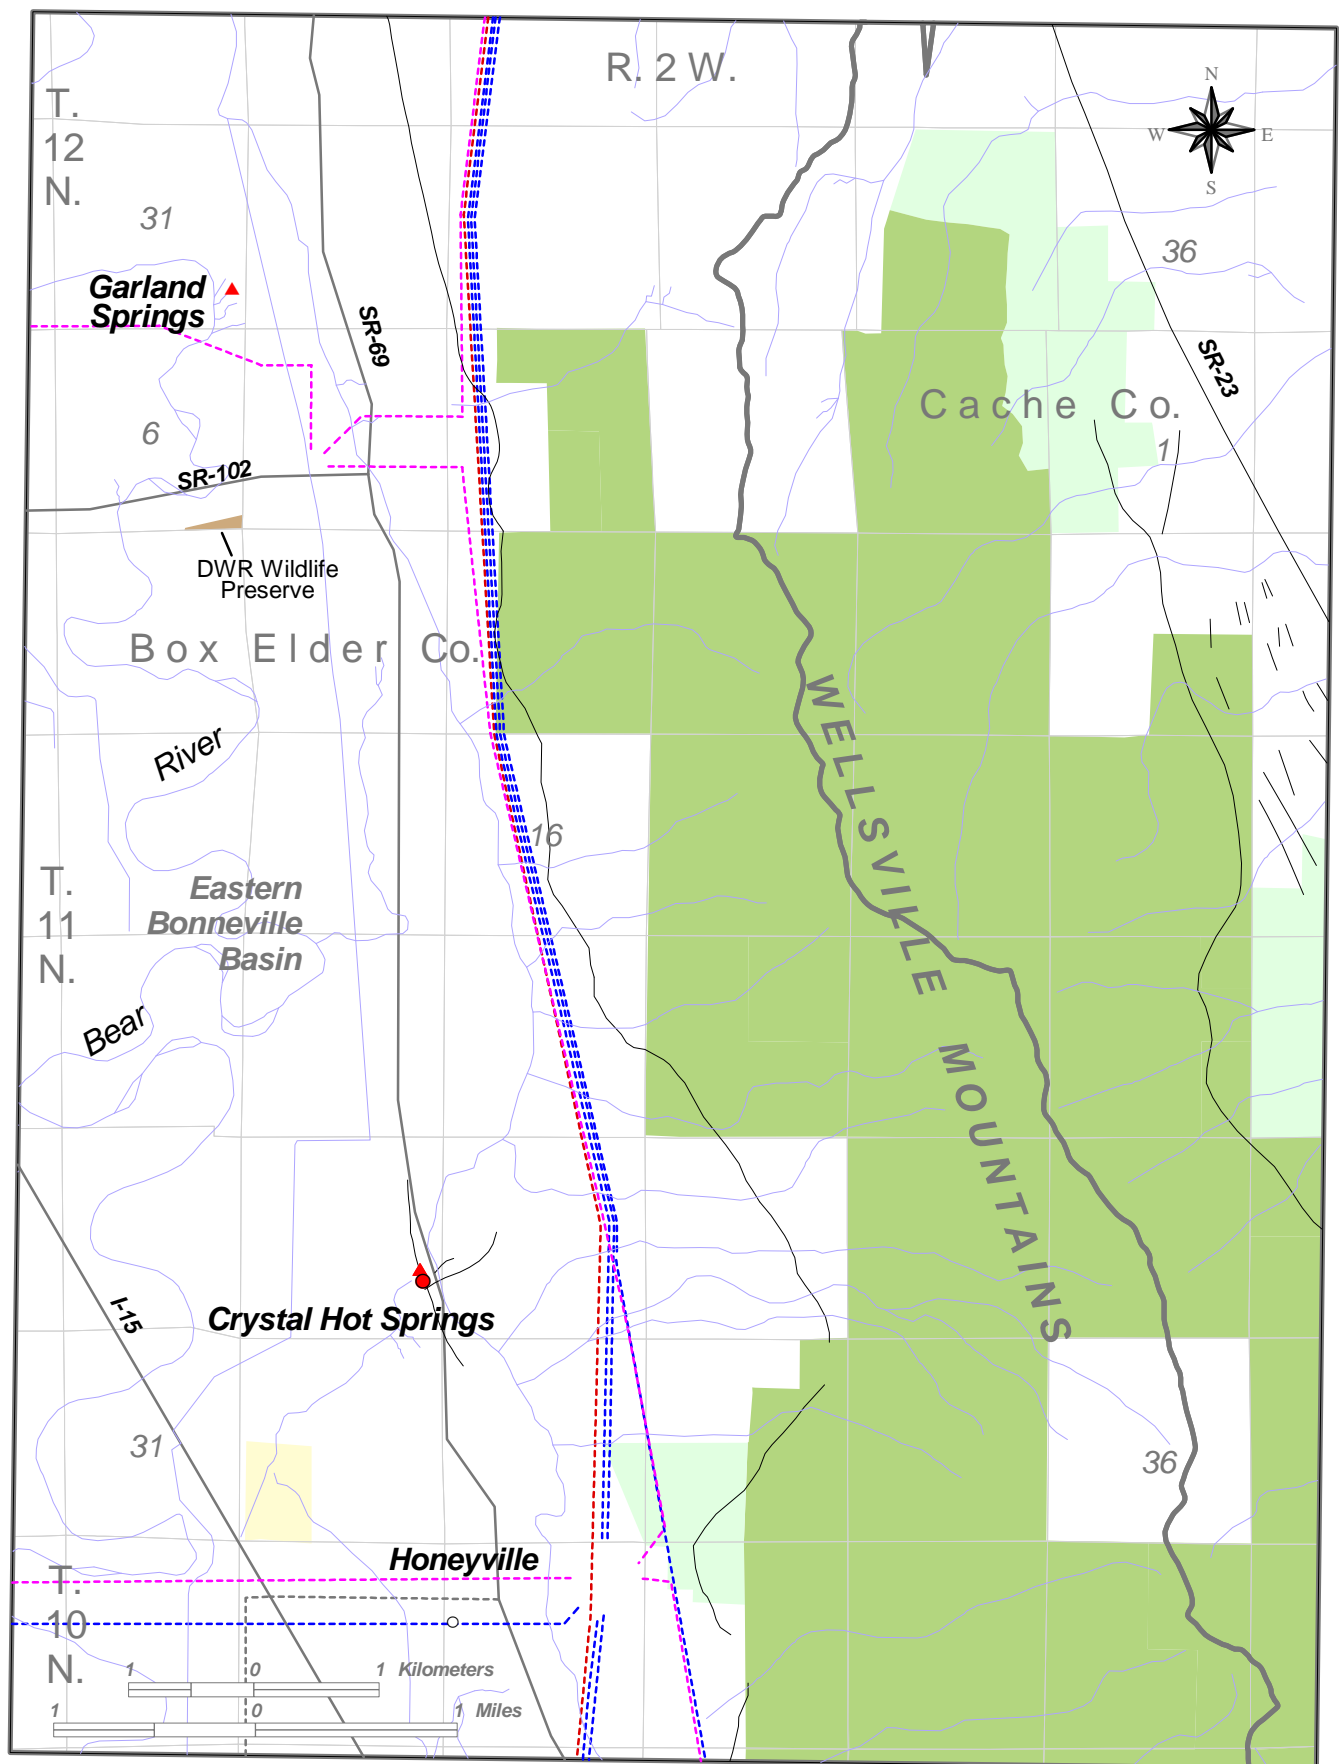 R. 2 W.
N
W
E
S
T.
12
N.
31
36
Garland
Springs
SR-69
SR-23
Cache Co.
6
1
SR-102
DWR Wildlife
Preserve
Box Elder Co.
WELLSVILLE MOUNTAINS
River
16
T.
11
N.
Eastern
Bonneville
Basin
Bear
I-15
Crystal Hot Springs
31
36
Honeyville
T.
10
N.
1 0 1 Kilometers
1 0 1 Miles